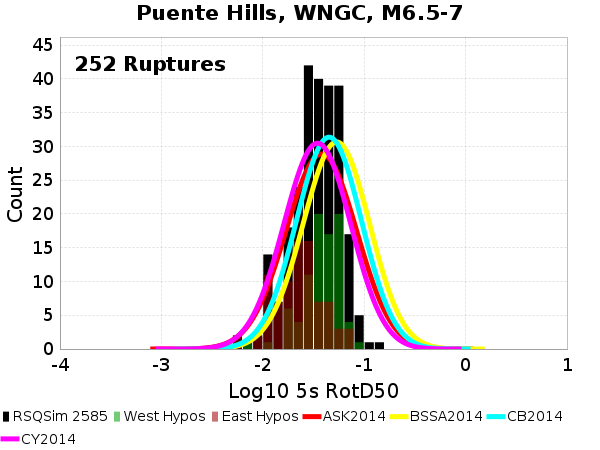 Puente Hills, WNGC, M6.5-7
252 Ruptures
45
40
35
30
25
20
15
10
5
0
Count
-4 -3 -2 -1 0 1
Log10 5s RotD50
RSQSim 2585 West Hypos East Hypos ASK2014 BSSA2014 CB2014
CY2014